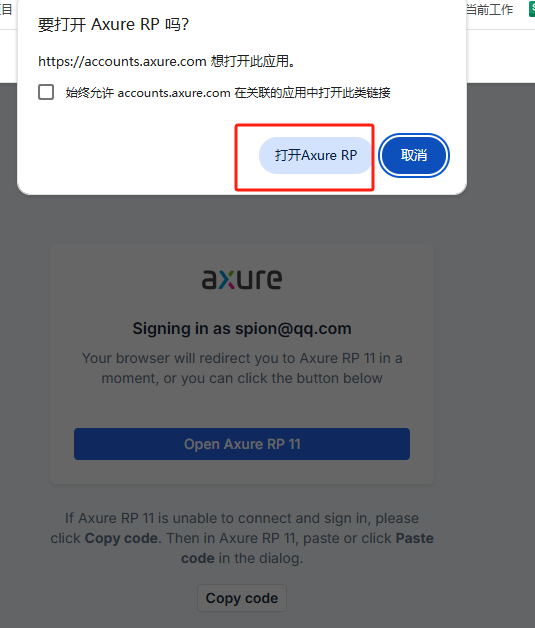 项目
当前工作
要打开 Axure RP 吗？
https://accounts.axure.com 想打开此应用。
始终允许 accounts.axure.com 在关联的应用中打开此类链接
打开Axure RP
取消
axure
Signing in as spion@qq.com
Your browser will redirect you to Axure RP 11 in a
moment, or you can click the button below
Open Axure RP 11
If Axure RP 11 is unable to connect and sign in, please
click Copy code. Then in Axure RP 11, paste or click Paste
code in the dialog.
Copy code